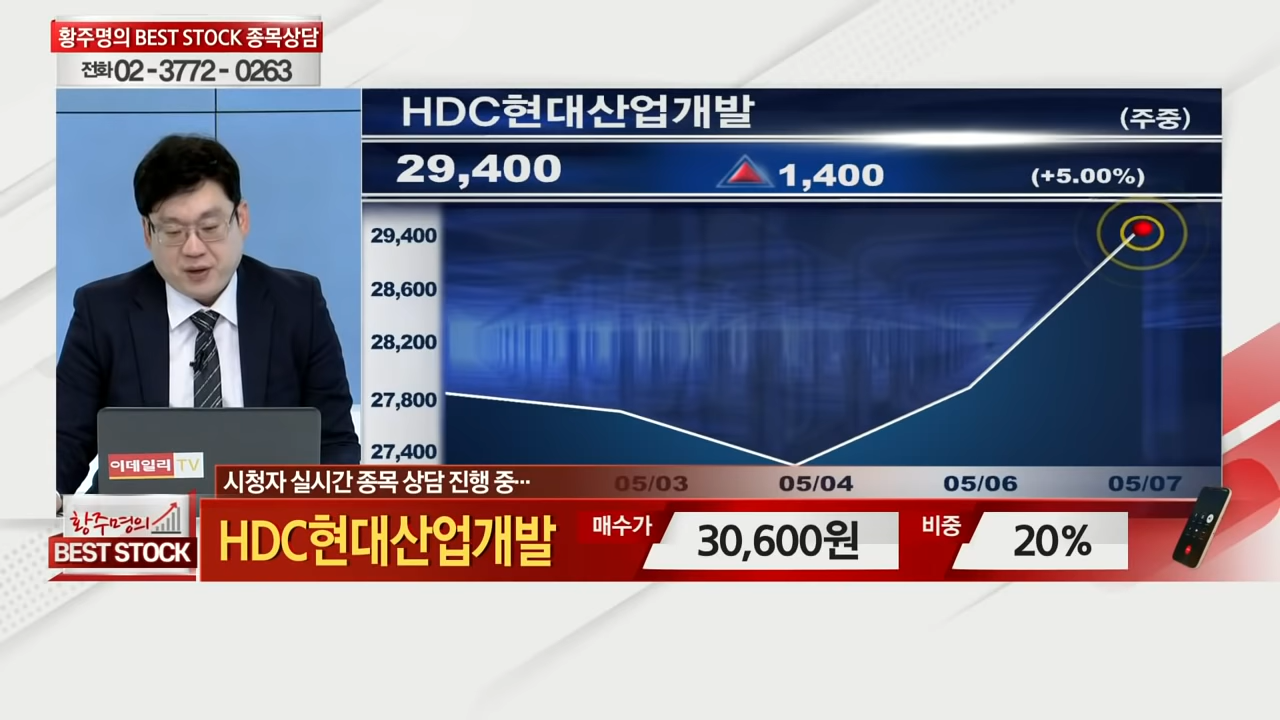 황주명의 BEST STOCK 종목상담
전화 02-3772-0263
HDC현대산업개발
(주중)
29,400
1,400
(+5.00%)
29,400
28,600
28,200
27,800
27,400
05/03
05/04
05/06
05/07
이데일리 TV
시청자 실시간 종목 상담 진행 중...
황주명의
BEST STOCK
HDC현대산업개발
매수가
30,600원
비중
20%